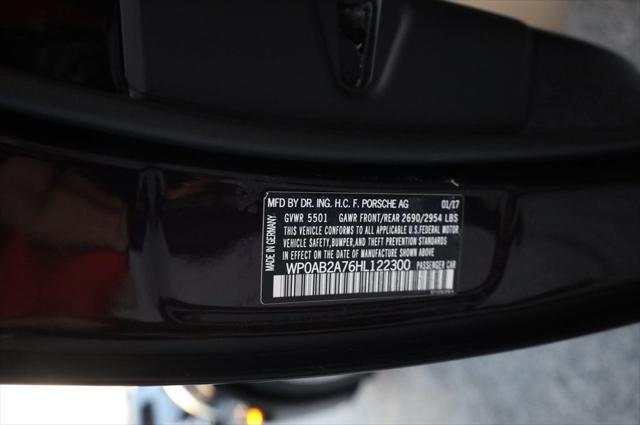 MFD BY DR. ING. H.C. F. PORSCHE AG 01/17
GVWR 5501 GAWR FRONT/REAR 2690/2954 LBS
THIS VEHICLE CONFORMS TO ALL APPLICABLE U.S.FEDERAL MOTOR
VEHICLE SAFETY,BUMPER,AND THEFT PREVENTION STANDARDS
IN EFFECT ON THE DATE OF MANUFACTURE SHOWN ABOVE.
WP0AB2A76HL122300 PASSENGER CAR
MADE IN GERMANY